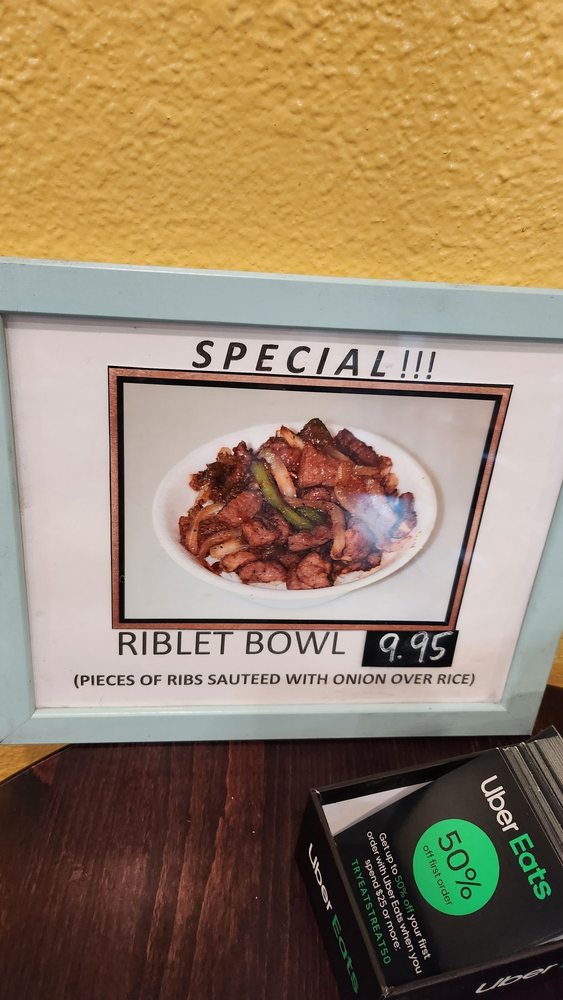 SPECIAL!!!
RIBLET BOWL 9.95
(PIECES OF RIBS SAUTEED WITH ONION OVER RICE)
Uber Eats
50%
off first order
Get up to 50% off your first
order with Uber Eats when you
spend $25 or more:
TRYEATSTREAT50
Uber Eats
Uber